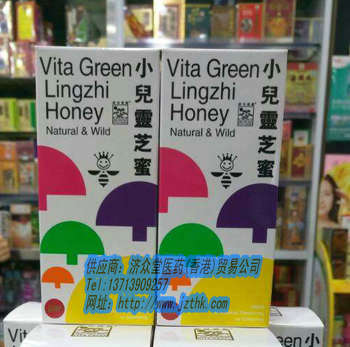 Vita Green
Lingzhi
Honey
Natural & Wild
小兒靈芝蜜
Vita Green
Lingzhi
Honey
Natural & Wild
小兒靈芝蜜
供应商：济众堂医药(香港)贸易公司
电话:13713909257
网址：http://www.jzthk.com